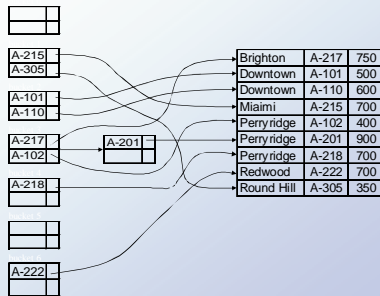 A-215
A-305
A-101
A-110
A-217
A-102
A-201
A-218
A-222
Brighton A-217 750
Downtown A-101 500
Downtown A-110 600
Miaimi A-215 700
Perryridge A-102 400
Perryridge A-201 900
Perryridge A-218 700
Redwood A-222 700
Round Hill A-305 350